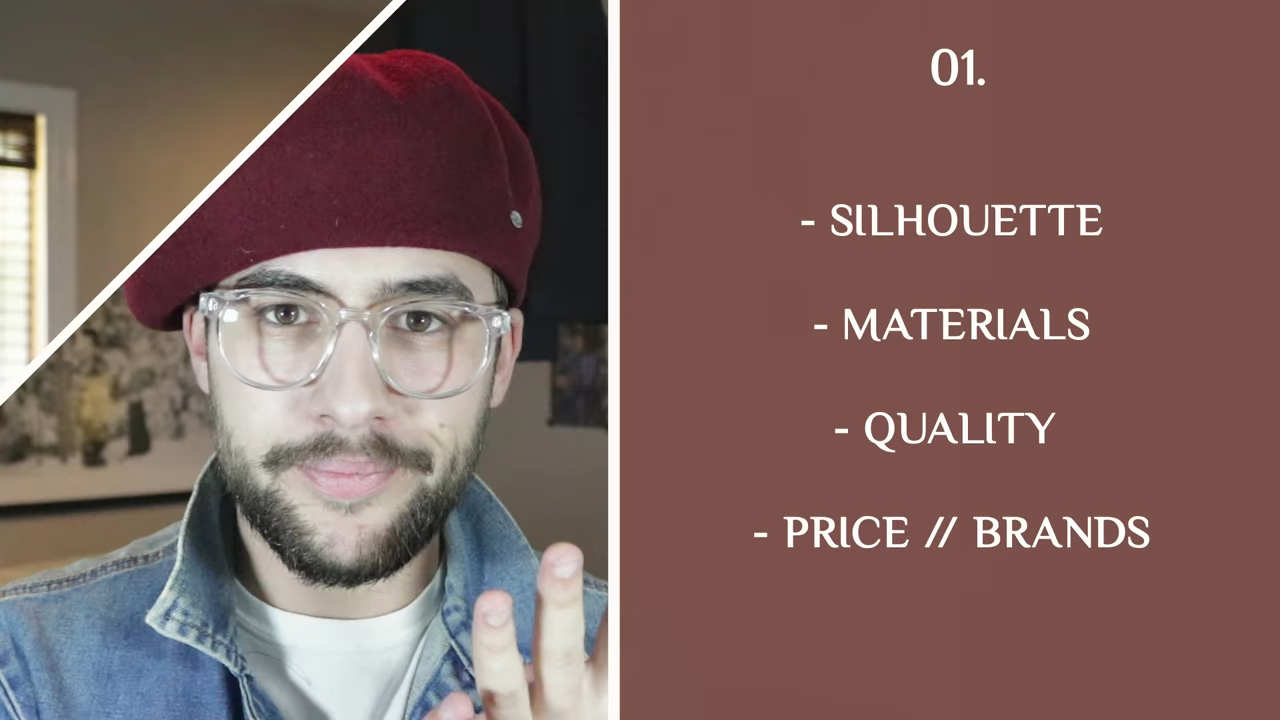 01.
- SILHOUETTE
- MATERIALS
- QUALITY
- PRICE // BRANDS